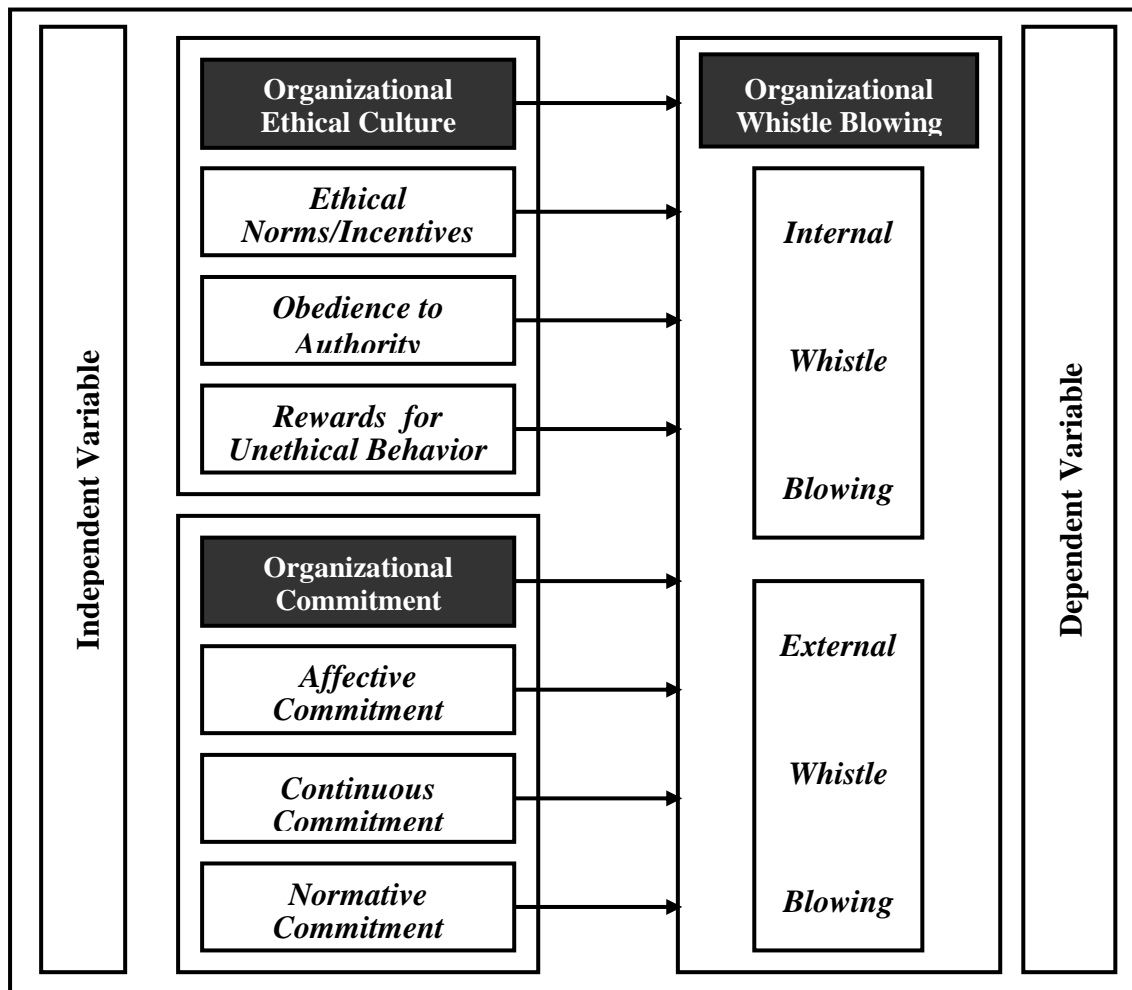 Independent Variable
Organizational
Ethical Culture
Ethical
Norms/Incentives
Obedience to
Authority
Rewards for
Unethical Behavior
Organizational
Commitment
Affective
Commitment
Continuous
Commitment
Normative
Commitment
Organizational
Whistle Blowing
Internal
Whistle
Blowing
External
Whistle
Blowing
Dependent Variable